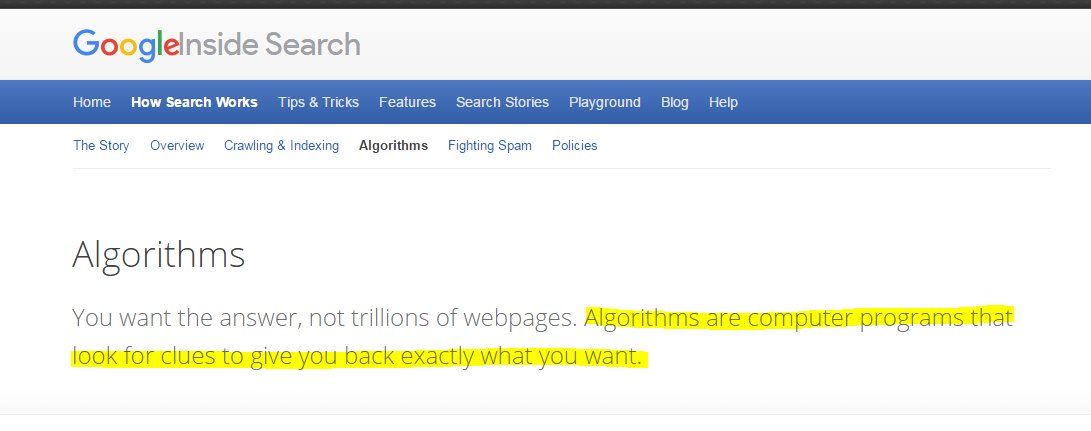 Google Inside Search
Home How Search Works Tips & Tricks Features Search Stories Playground Blog Help
The Story Overview Crawling & Indexing Algorithms Fighting Spam Policies
Algorithms
You want the answer, not trillions of webpages. Algorithms are computer programs that
look for clues to give you back exactly what you want.